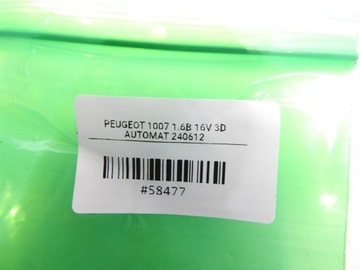 PEUGEOT 1007 1.6B 16V 3D
AUTOMAT 240612
#58477